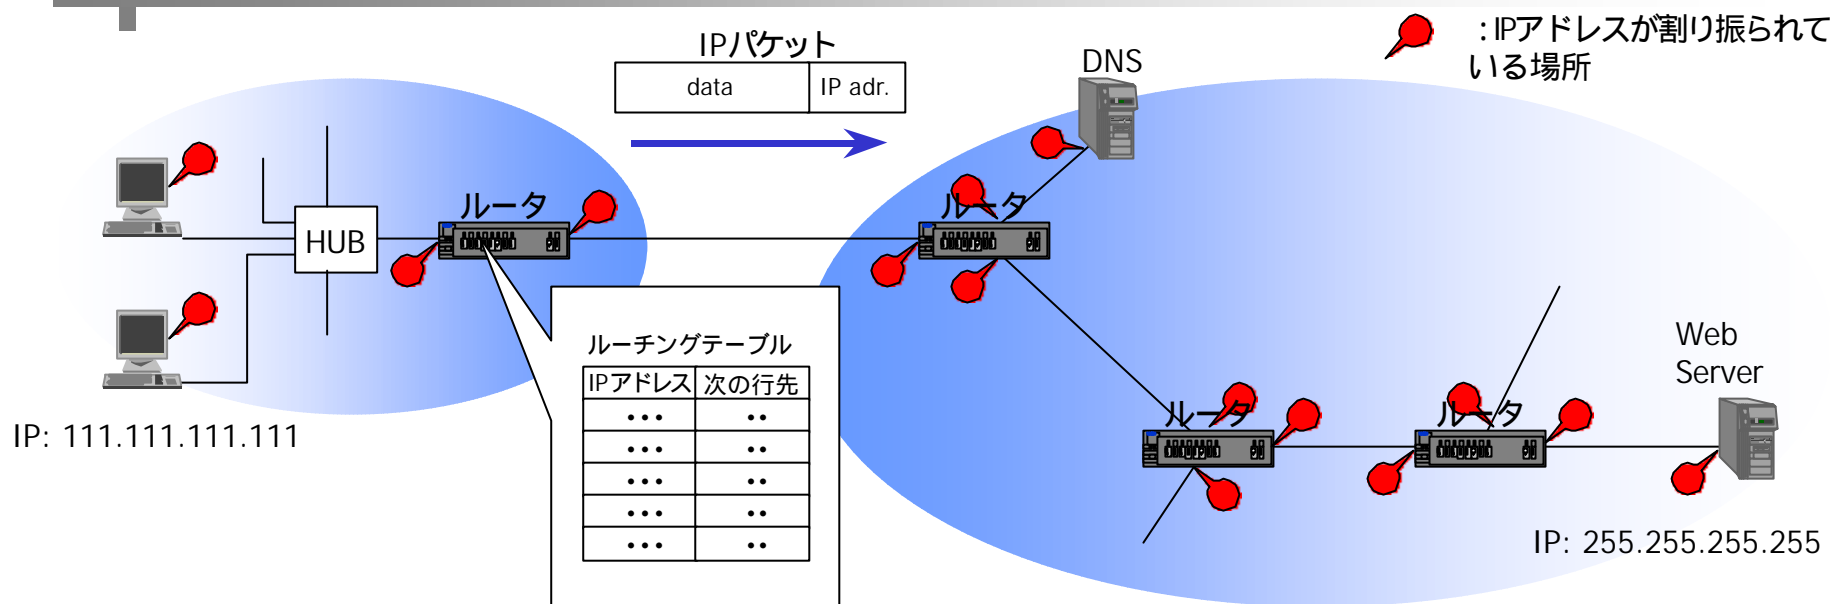 :IPアドレスが割り振られて
いる場所
IPパケット
data IP adr.
DNS
ルータ
ルータ
HUB
ルーチングテーブル
IPアドレス 次の行先
••• ••
••• ••
••• ••
••• ••
••• ••
IP: 111.111.111.111
Web
Server
ルータ
ルータ
IP: 255.255.255.255